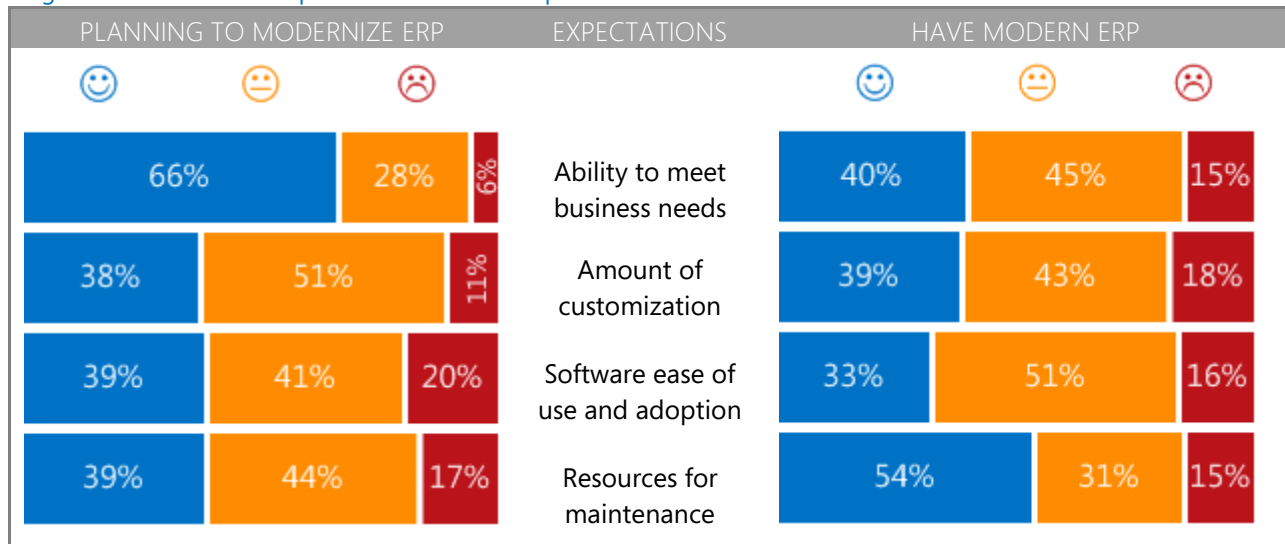 PLANNING TO MODERNIZE ERP EXPECTATIONS HAVE MODERN ERP
66% 28% 6% Ability to meet business needs 40% 45% 15%
38% 51% 11% Amount of customization 39% 43% 18%
39% 41% 20% Software ease of use and adoption 33% 51% 16%
39% 44% 17% Resources for maintenance 54% 31% 15%